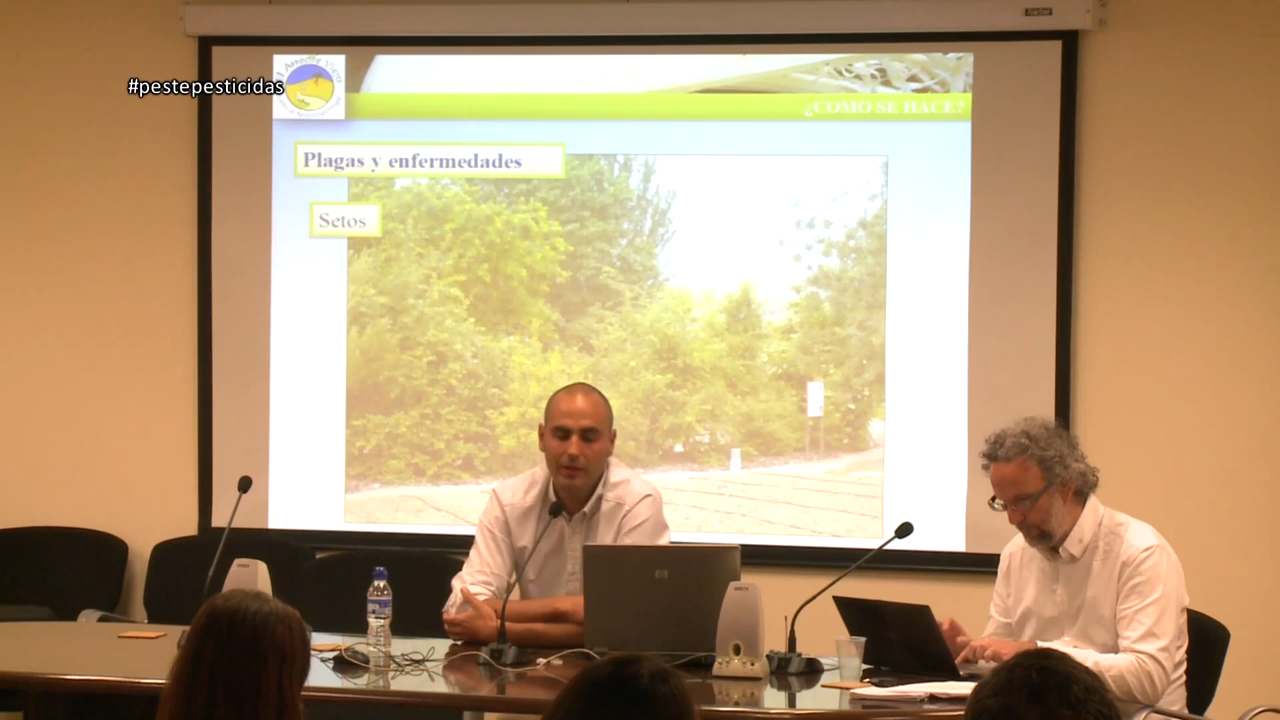 #pestepesticidas
¿COMO SE HACE?
Plagas y enfermedades
Setos